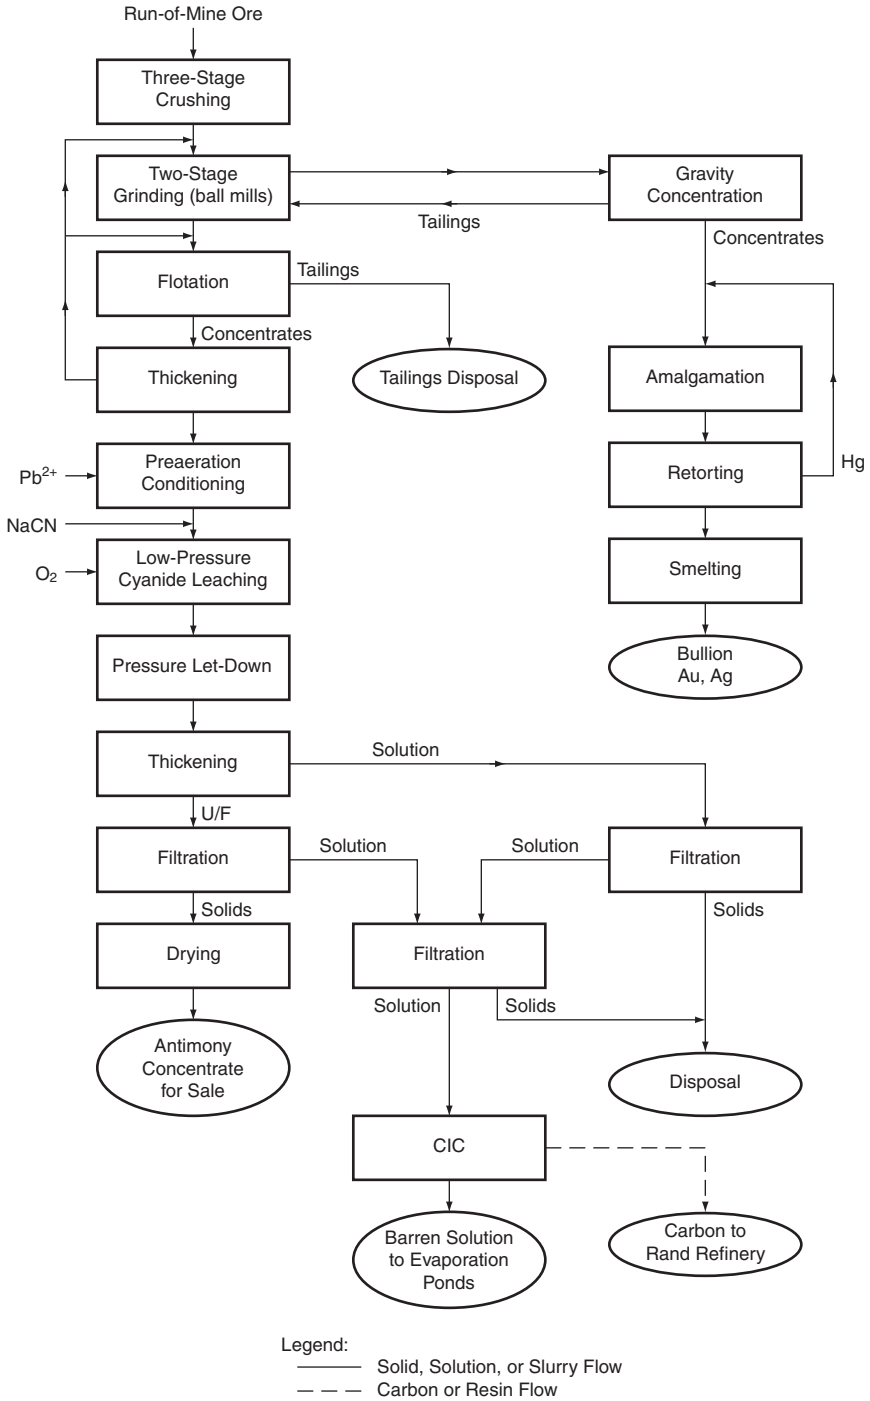 Run-of-Mine Ore
Three-Stage
Crushing
Two-Stage
Grinding (ball mills)
Gravity
Concentration
Tailings
Concentrates
Flotation
Tailings
Concentrates
Thickening
Tailings Disposal
Amalgamation
Pb2+
Preaeration
Conditioning
Retorting
Hg
NaCN
O2
Low-Pressure
Cyanide Leaching
Smelting
Pressure Let-Down
Bullion
Au, Ag
Thickening
Solution
U/F
Filtration
Solution
Solution
Filtration
Solids
Solids
Drying
Filtration
Solution
Solids
Antimony
Concentrate
for Sale
Disposal
CIC
Barren Solution
to Evaporation
Ponds
Carbon to
Rand Refinery
Legend:
Solid, Solution, or Slurry Flow
Carbon or Resin Flow